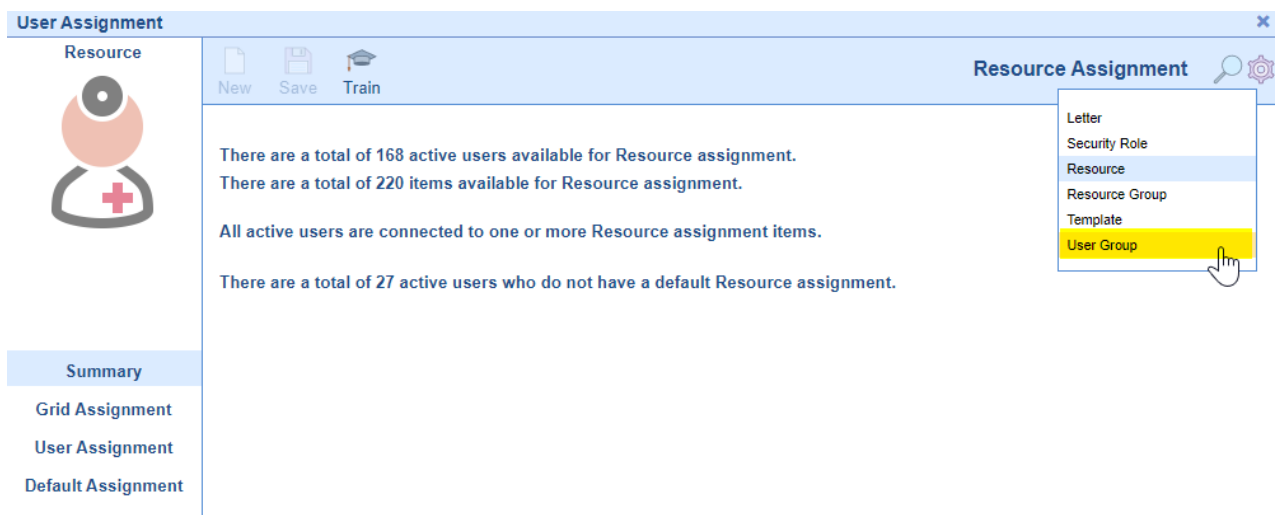 User Assignment
Resource
New Save Train
Resource Assignment
Letter
Security Role
Resource
Resource Group
Template
User Group
There are a total of 168 active users available for Resource assignment.
There are a total of 220 items available for Resource assignment.
All active users are connected to one or more Resource assignment items.
There are a total of 27 active users who do not have a default Resource assignment.
Summary
Grid Assignment
User Assignment
Default Assignment